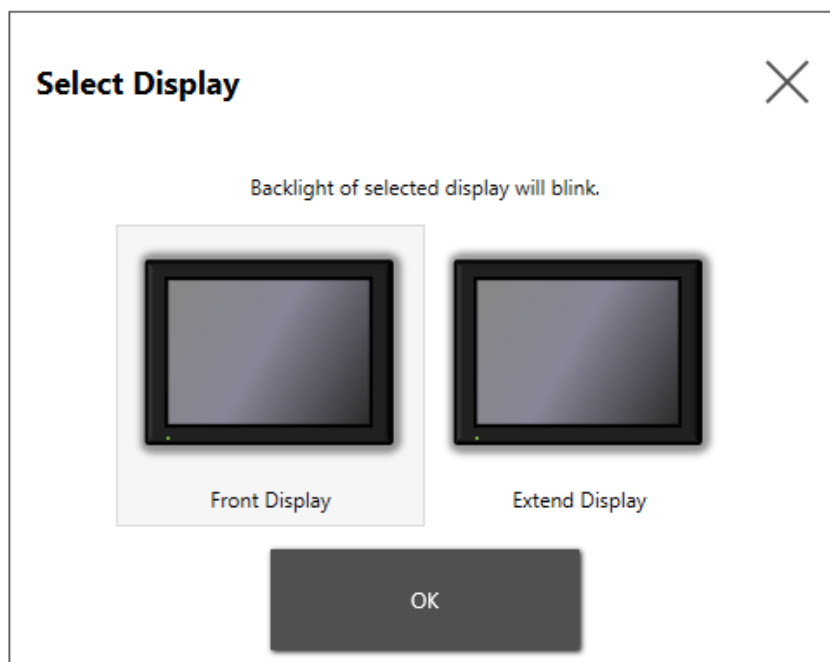 Select Display
Backlight of selected display will blink.
Front Display
Extend Display
OK